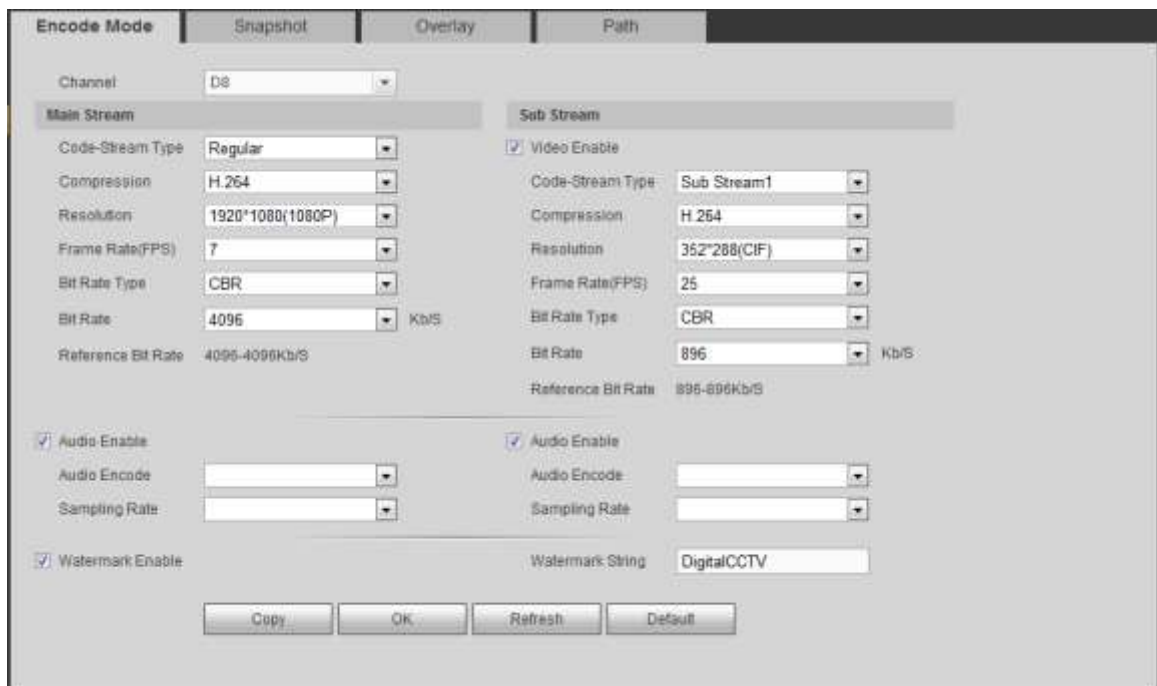 Encode Mode Snapshot Overlay Path
Channel D8
Main Stream
Code-Stream Type Regular
Compression H.264
Resolution 1920*1080(1080P)
Frame Rate(FPS) 7
Bit Rate Type CBR
Bit Rate 4096 Kb/S
Reference Bit Rate 4096-4096Kb/S
Sub Stream
Video Enable
Code-Stream Type Sub Stream1
Compression H.264
Resolution 352*288(CIF)
Frame Rate(FPS) 25
Bit Rate Type CBR
Bit Rate 896 Kb/S
Reference Bit Rate 896-896Kb/S
Audio Enable
Audio Encode
Sampling Rate
Audio Enable
Audio Encode
Sampling Rate
Watermark Enable
Watermark String DigitalCCTV
Copy OK Refresh Default